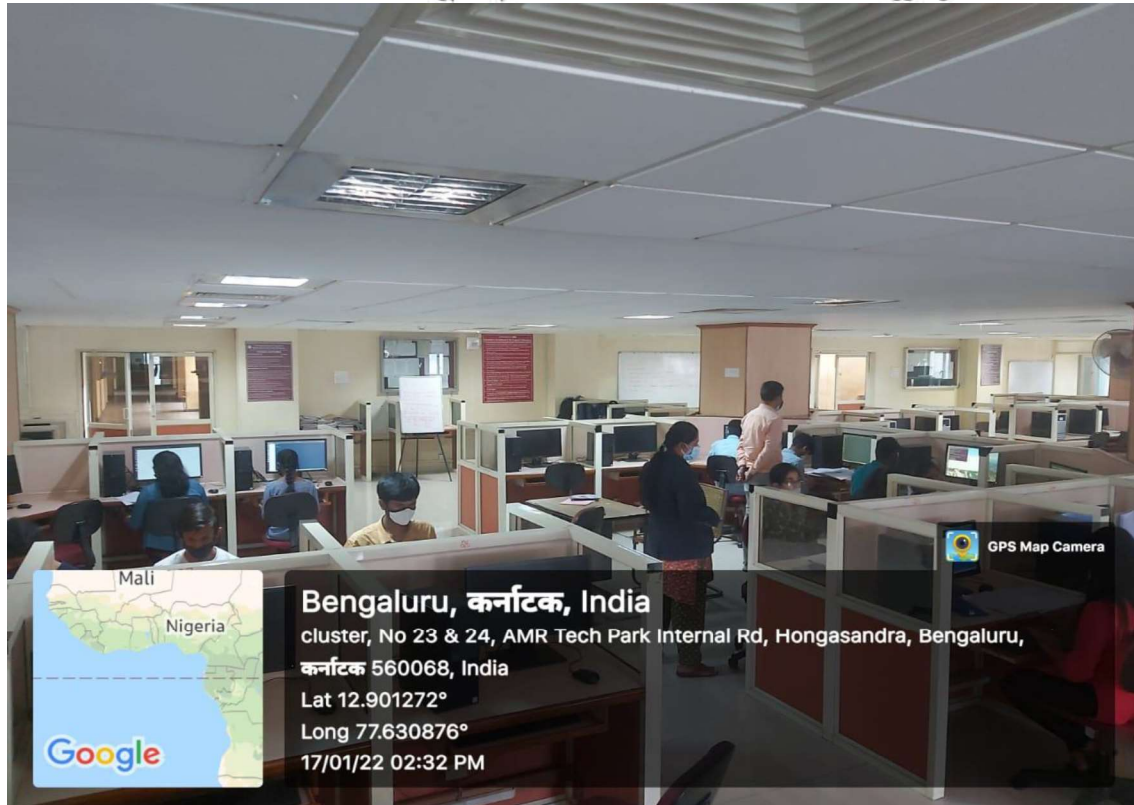 GPS Map Camera
Mali
Nigeria
Google
Bengaluru, कर्नाटक, India
cluster, No 23 & 24, AMR Tech Park Internal Rd, Hongasandra, Bengaluru,
कर्नाटक 560068, India
Lat 12.901272°
Long 77.630876°
17/01/22 02:32 PM